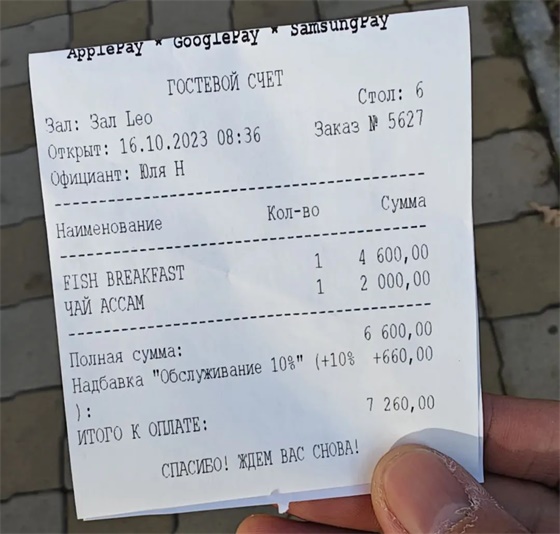 ApplePay * GooglePay * SamsungPay
ГОСТЕВОЙ СЧЕТ
Зал: Зал Leo Стол: 6
Открыт: 16.10.2023 08:36 Заказ № 5627
Официант: Юля Н
Наименование Кол-во Сумма
FISH BREAKFAST 1 4 600,00
ЧАЙ АССАМ 1 2 000,00
Полная сумма: 6 600,00
Надбавка "Обслуживание 10%" (+10% +660,00
):
ИТОГО К ОПЛАТЕ: 7 260,00
СПАСИБО! ЖДЕМ ВАС СНОВА!